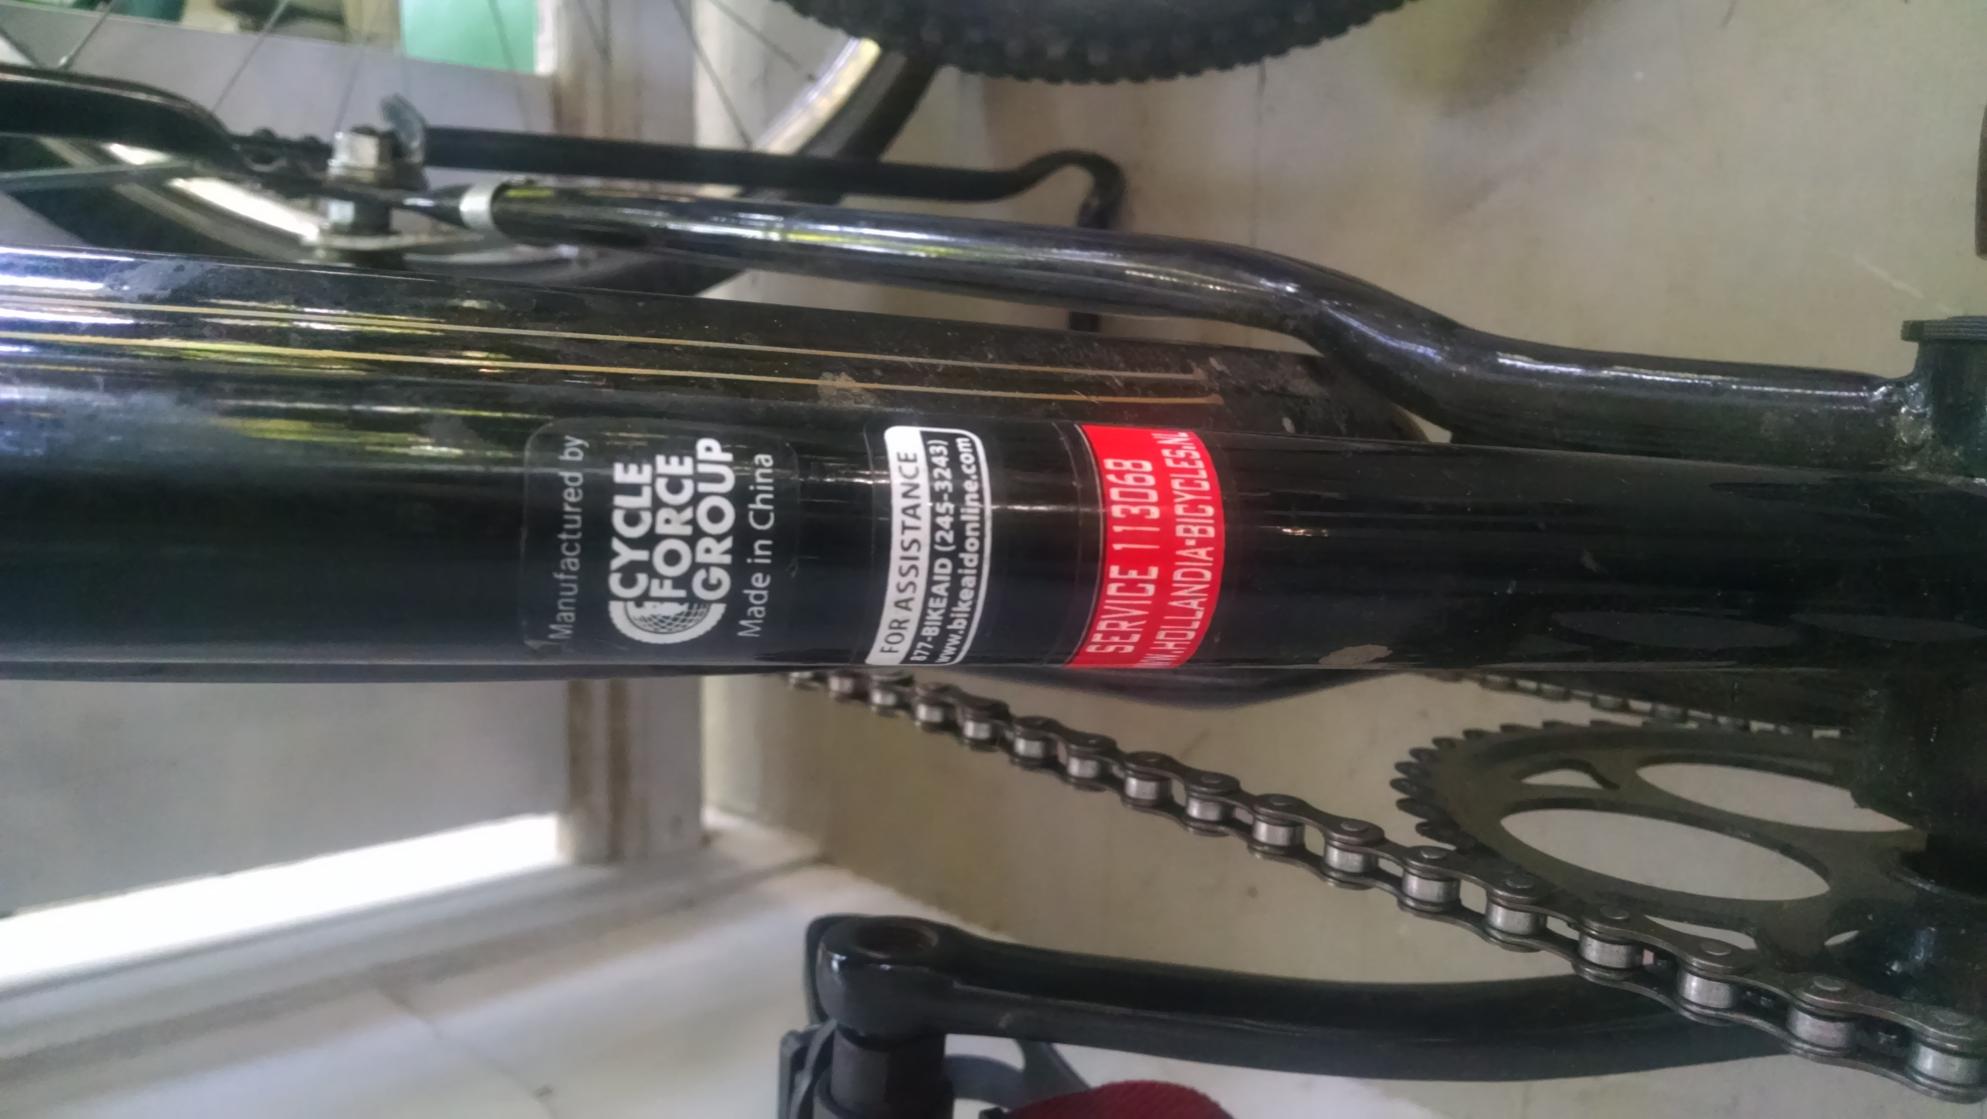 Manufactured by
CYCLE
FORCE
GROUP
Made in China
FOR ASSISTANCE
877-BIKEAID (245-3243)
www.bikeaidonline.com
SERVICE 113068
WW.HOLLANDIA-BICYCLES.NL